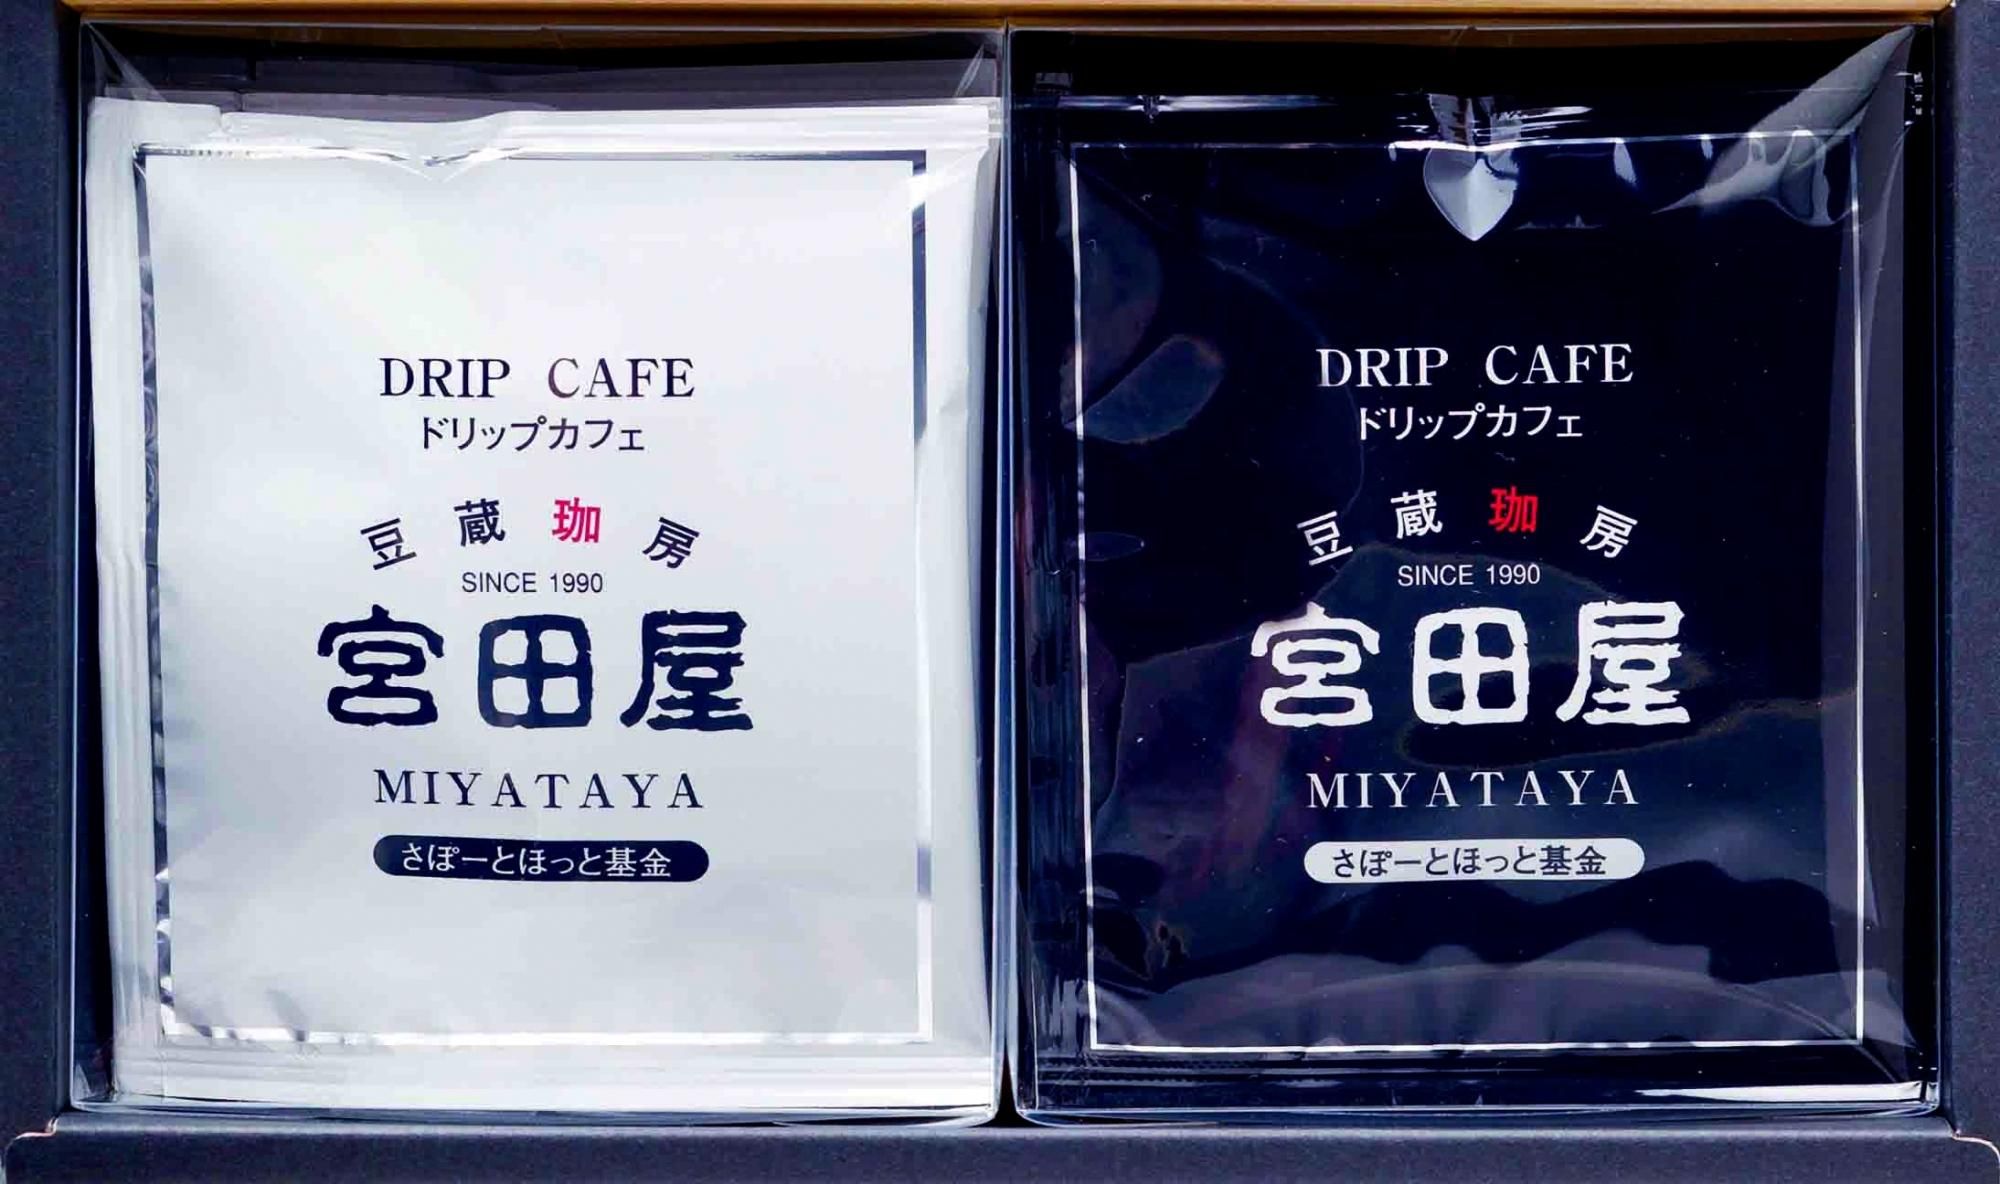 DRIP CAFE
ドリップカフェ
豆蔵珈房
SINCE 1990
宮田屋
MIYATAYA
さぽーとほっと基金
DRIP CAFE
ドリップカフェ
豆蔵珈房
SINCE 1990
宮田屋
MIYATAYA
さぽーとほっと基金